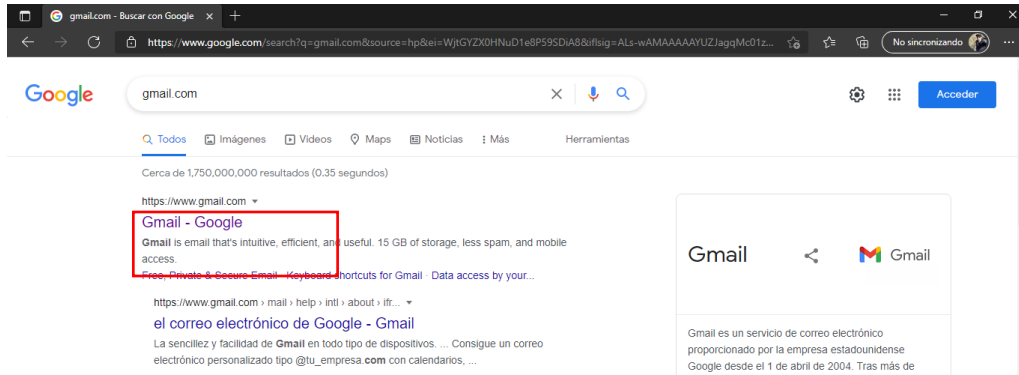 gmail.com - Buscar con Google
https://www.google.com/search?q=gmail.com&source=hp&ei=WjtGYZX0HNuD1e8P59SDiA8&iflsig=ALs-wAMAAAAAYUZJagqMc01z...
No sincronizando
Google
gmail.com
Acceder
Todos Imágenes Videos Maps Noticias Más Herramientas
Cerca de 1,750,000,000 resultados (0.35 segundos)
https://www.gmail.com
Gmail - Google
Gmail is email that's intuitive, efficient, and useful. 15 GB of storage, less spam, and mobile
access.
Free, Private & Secure Email · Keyboard shortcuts for Gmail · Data access by your...
https://www.gmail.com › mail › help › intl › about › ifr...
el correo electrónico de Google - Gmail
La sencillez y facilidad de Gmail en todo tipo de dispositivos. ... Consigue un correo
electrónico personalizado tipo @tu_empresa.com con calendarios, ...
Gmail
Gmail
Gmail es un servicio de correo electrónico
proporcionado por la empresa estadounidense
Google desde el 1 de abril de 2004. Tras más de